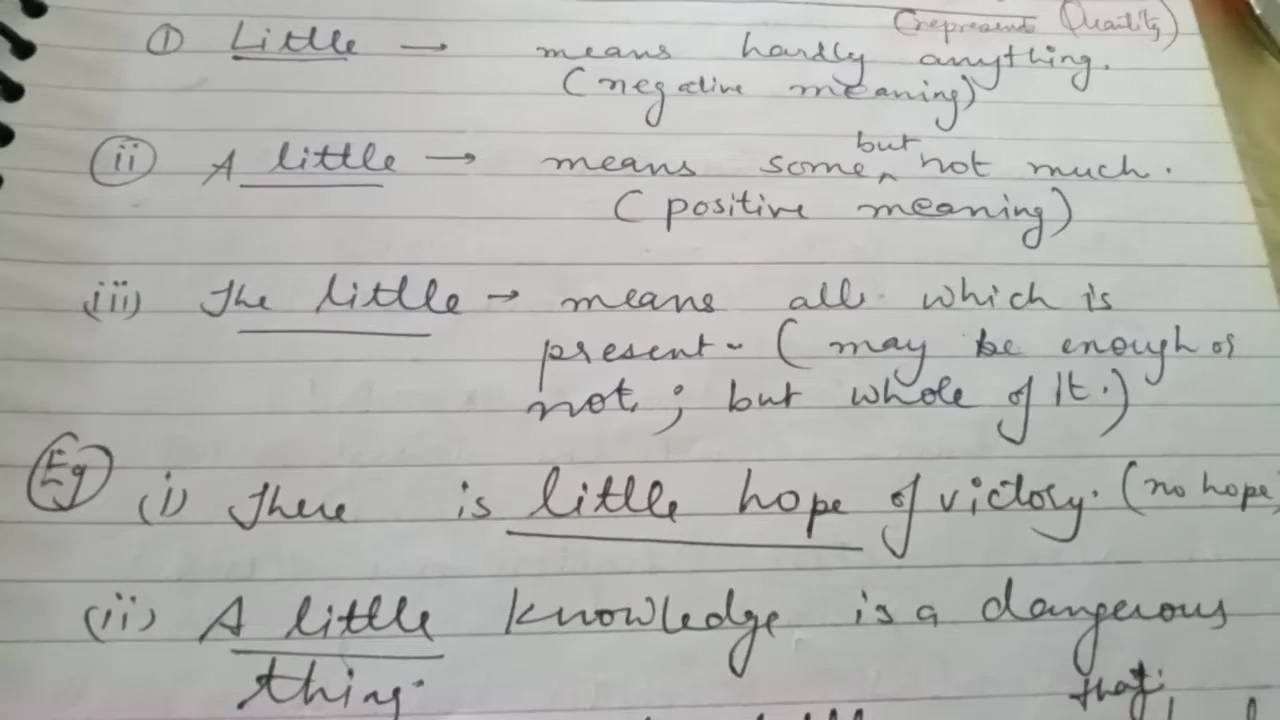 (represents Quantity)
① Little → means hardly anything.
(negative meaning)
(ii) A little → means some but not much.
(positive meaning)
(iii) The little → means all which is
present - (may be enough or
not; but whole of It.)
Eg (i) There is little hope of victory. (no hope)
(ii) A little knowledge is a dangerous
thing.
that